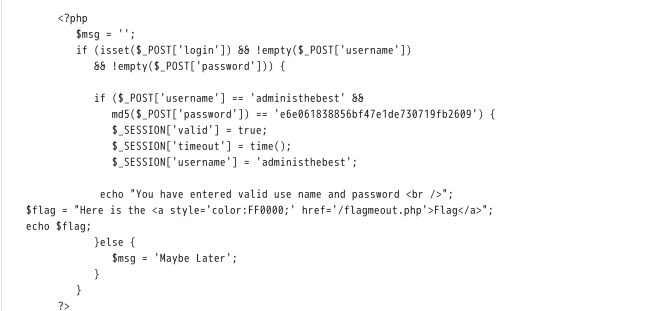 <?php
$msg = '';
if (isset($_POST['login']) && !empty($_POST['username'])
&& !empty($_POST['password'])) {
if ($_POST['username'] == 'administhebest' &&
md5($_POST['password']) == 'e6e061838856bf47e1de730719fb2609') {
$_SESSION['valid'] = true;
$_SESSION['timeout'] = time();
$_SESSION['username'] = 'administhebest';
echo "You have entered valid use name and password <br />";
$flag = "Here is the <a style='color:FF0000;' href='/flagmeout.php'>Flag</a>";
echo $flag;
}else {
$msg = 'Maybe Later';
}
}
?>